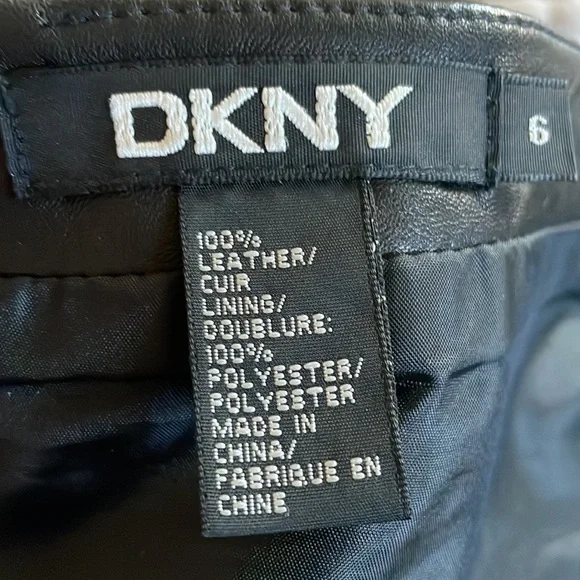 DKNY
6
100%
LEATHER/
CUIR
LINING/
DOUBLURE:
100%
POLYESTER/
POLYESTER
MADE IN
CHINA/
FABRIQUE EN
CHINE